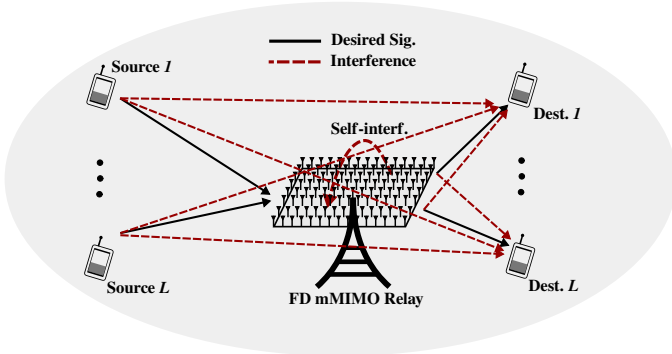 Desired Sig.
Interference
Source 1
Dest. 1
Self-interf.
Source L
Dest. L
FD mMIMO Relay